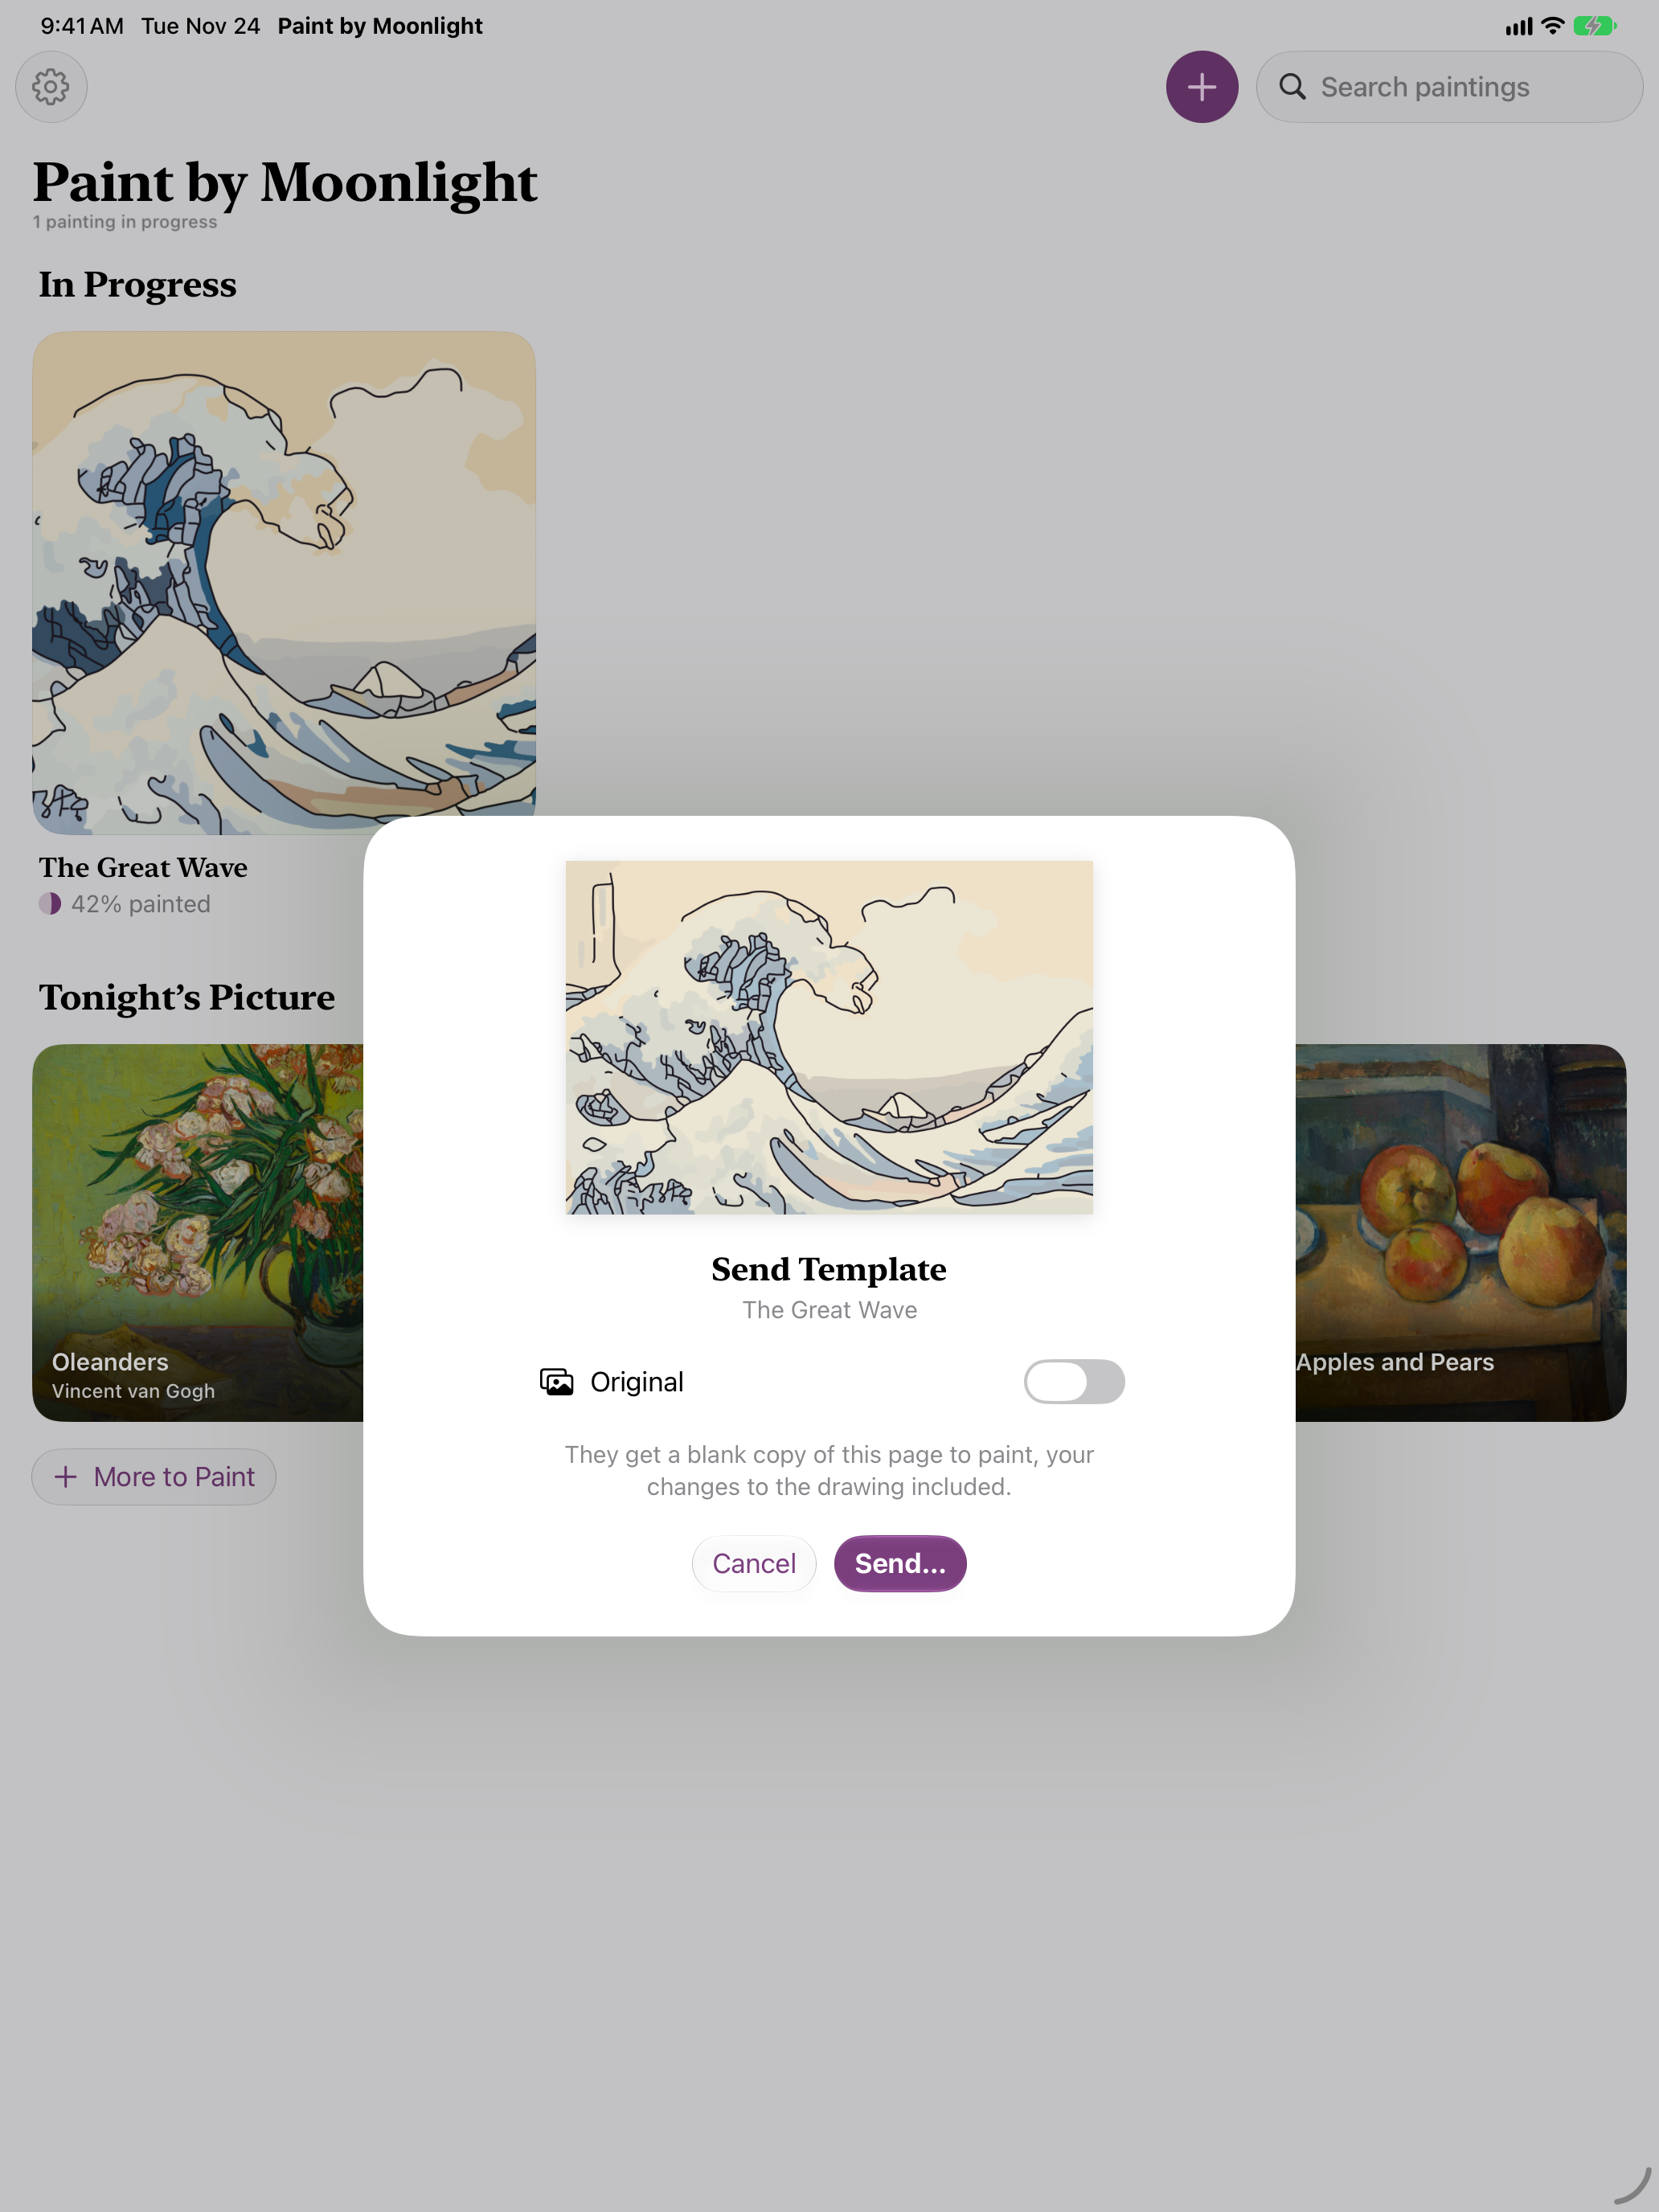 9:41 AM Tue Nov 24 Paint by Moonlight
Search paintings
Paint by Moonlight
1 painting in progress
In Progress
The Great Wave
42% painted
Tonight’s Picture
Oleanders
Vincent van Gogh
Apples and Pears
More to Paint
Send Template
The Great Wave
Original
They get a blank copy of this page to paint, your
changes to the drawing included.
Cancel
Send...